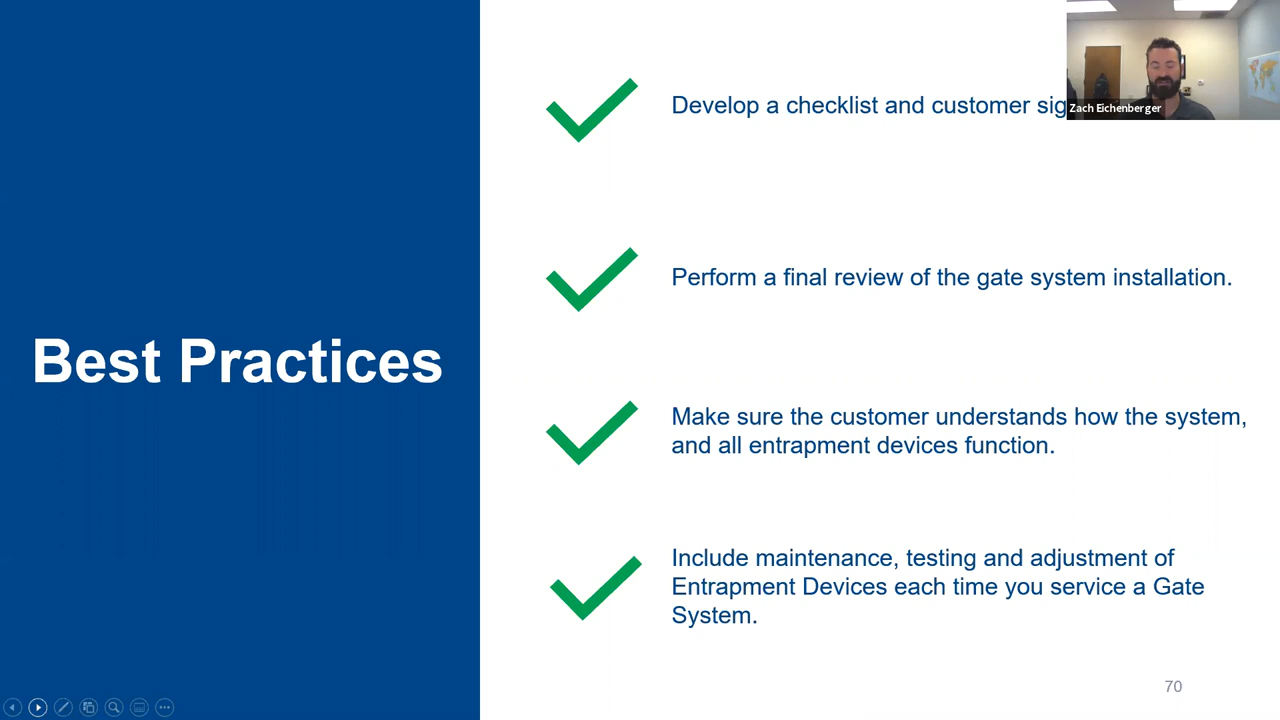 Best Practices
Develop a checklist and customer
Zach Eichenberger
Perform a final review of the gate system installation.
Make sure the customer understands how the system,
and all entrapment devices function.
Include maintenance, testing and adjustment of
Entrapment Devices each time you service a Gate
System.
70